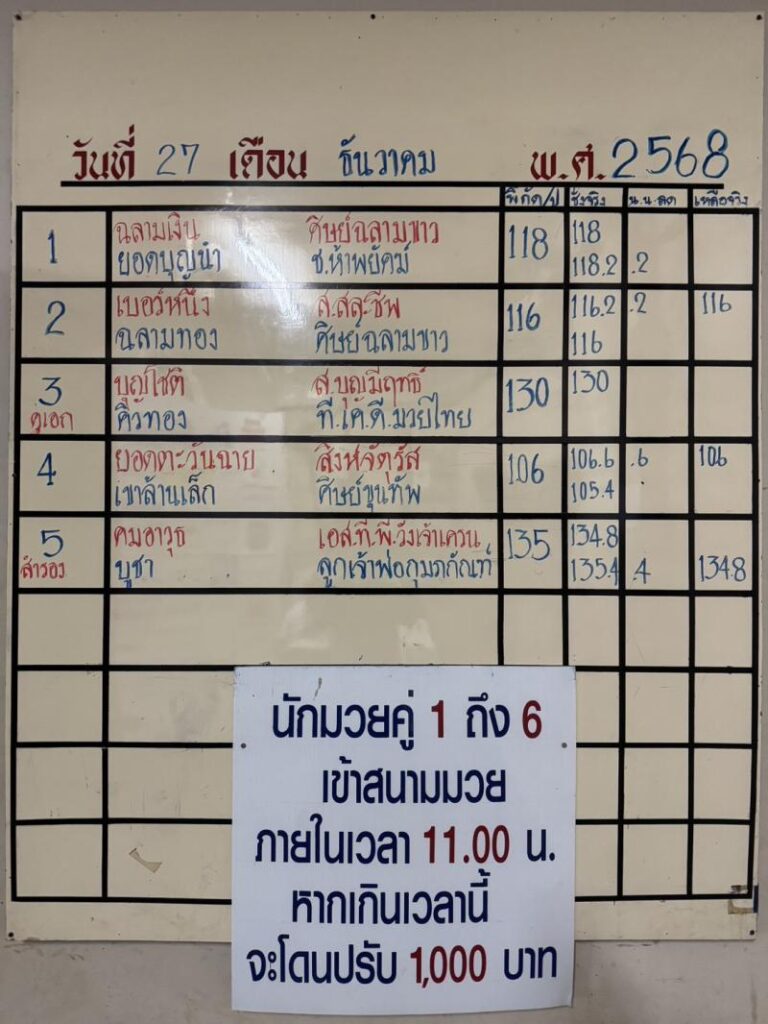 วันที่ 27 เดือน ธันวาคม พ.ศ. 2568
พิกัด/ป ชั่งจริง น.น.ลด เหลือจริง
1 ฉลามเงิน ศิษย์ฉลามขาว 118 118
ยอดบุญนำ ช.ห้าพยัคฆ์ 118.2 .2
2 เบอร์หนึ่ง ส.สละชีพ 116 116.2 .2 116
ฉลามทอง ศิษย์ฉลามขาว 116
3 บุญโชติ ส.บุญมีฤทธิ์ 130 130
คู่เอก คิวทอง ที.เค.ดี.มวยไทย
4 ยอดตะวันฉาย สิงห์จัตุรัส 106 106.6 .6 106
เขาล้านเล็ก ศิษย์ขุนทัพ 105.4
5 คมอาวุธ เอส.ที.พี.วังเจ้าเครน 135 134.8
สำรอง บูชา ลูกเจ้าพ่อกุมภกัณฑ์ 135.4 .4 134.8
นักมวยคู่ 1 ถึง 6
เข้าสนามมวย
ภายในเวลา 11.00 น.
หากเกินเวลานี้
จะโดนปรับ 1,000 บาท